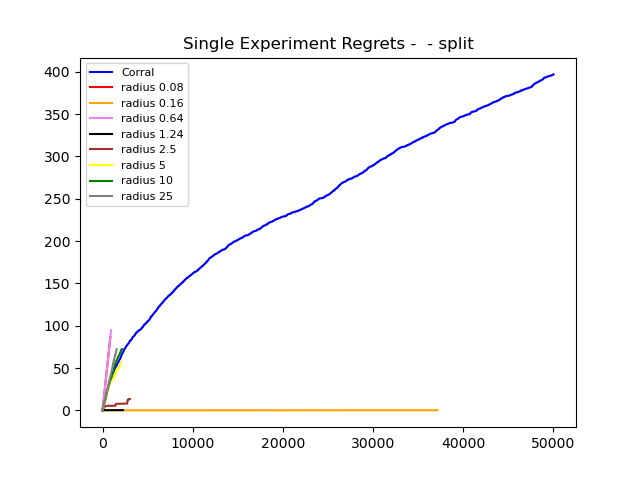 Single Experiment Regrets -  - split
400
350
300
250
200
150
100
50
0
Corral
radius 0.08
radius 0.16
radius 0.64
radius 1.24
radius 2.5
radius 5
radius 10
radius 25
0 10000 20000 30000 40000 50000